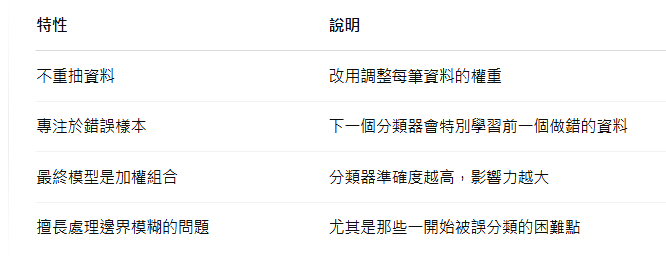 特性 說明
不重抽資料 改用調整每筆資料的權重
專注於錯誤樣本 下一個分類器會特別學習前一個做錯的資料
最終模型是加權組合 分類器準確度越高，影響力越大
擅長處理邊界模糊的問題 尤其是那些一開始被誤分類的困難點